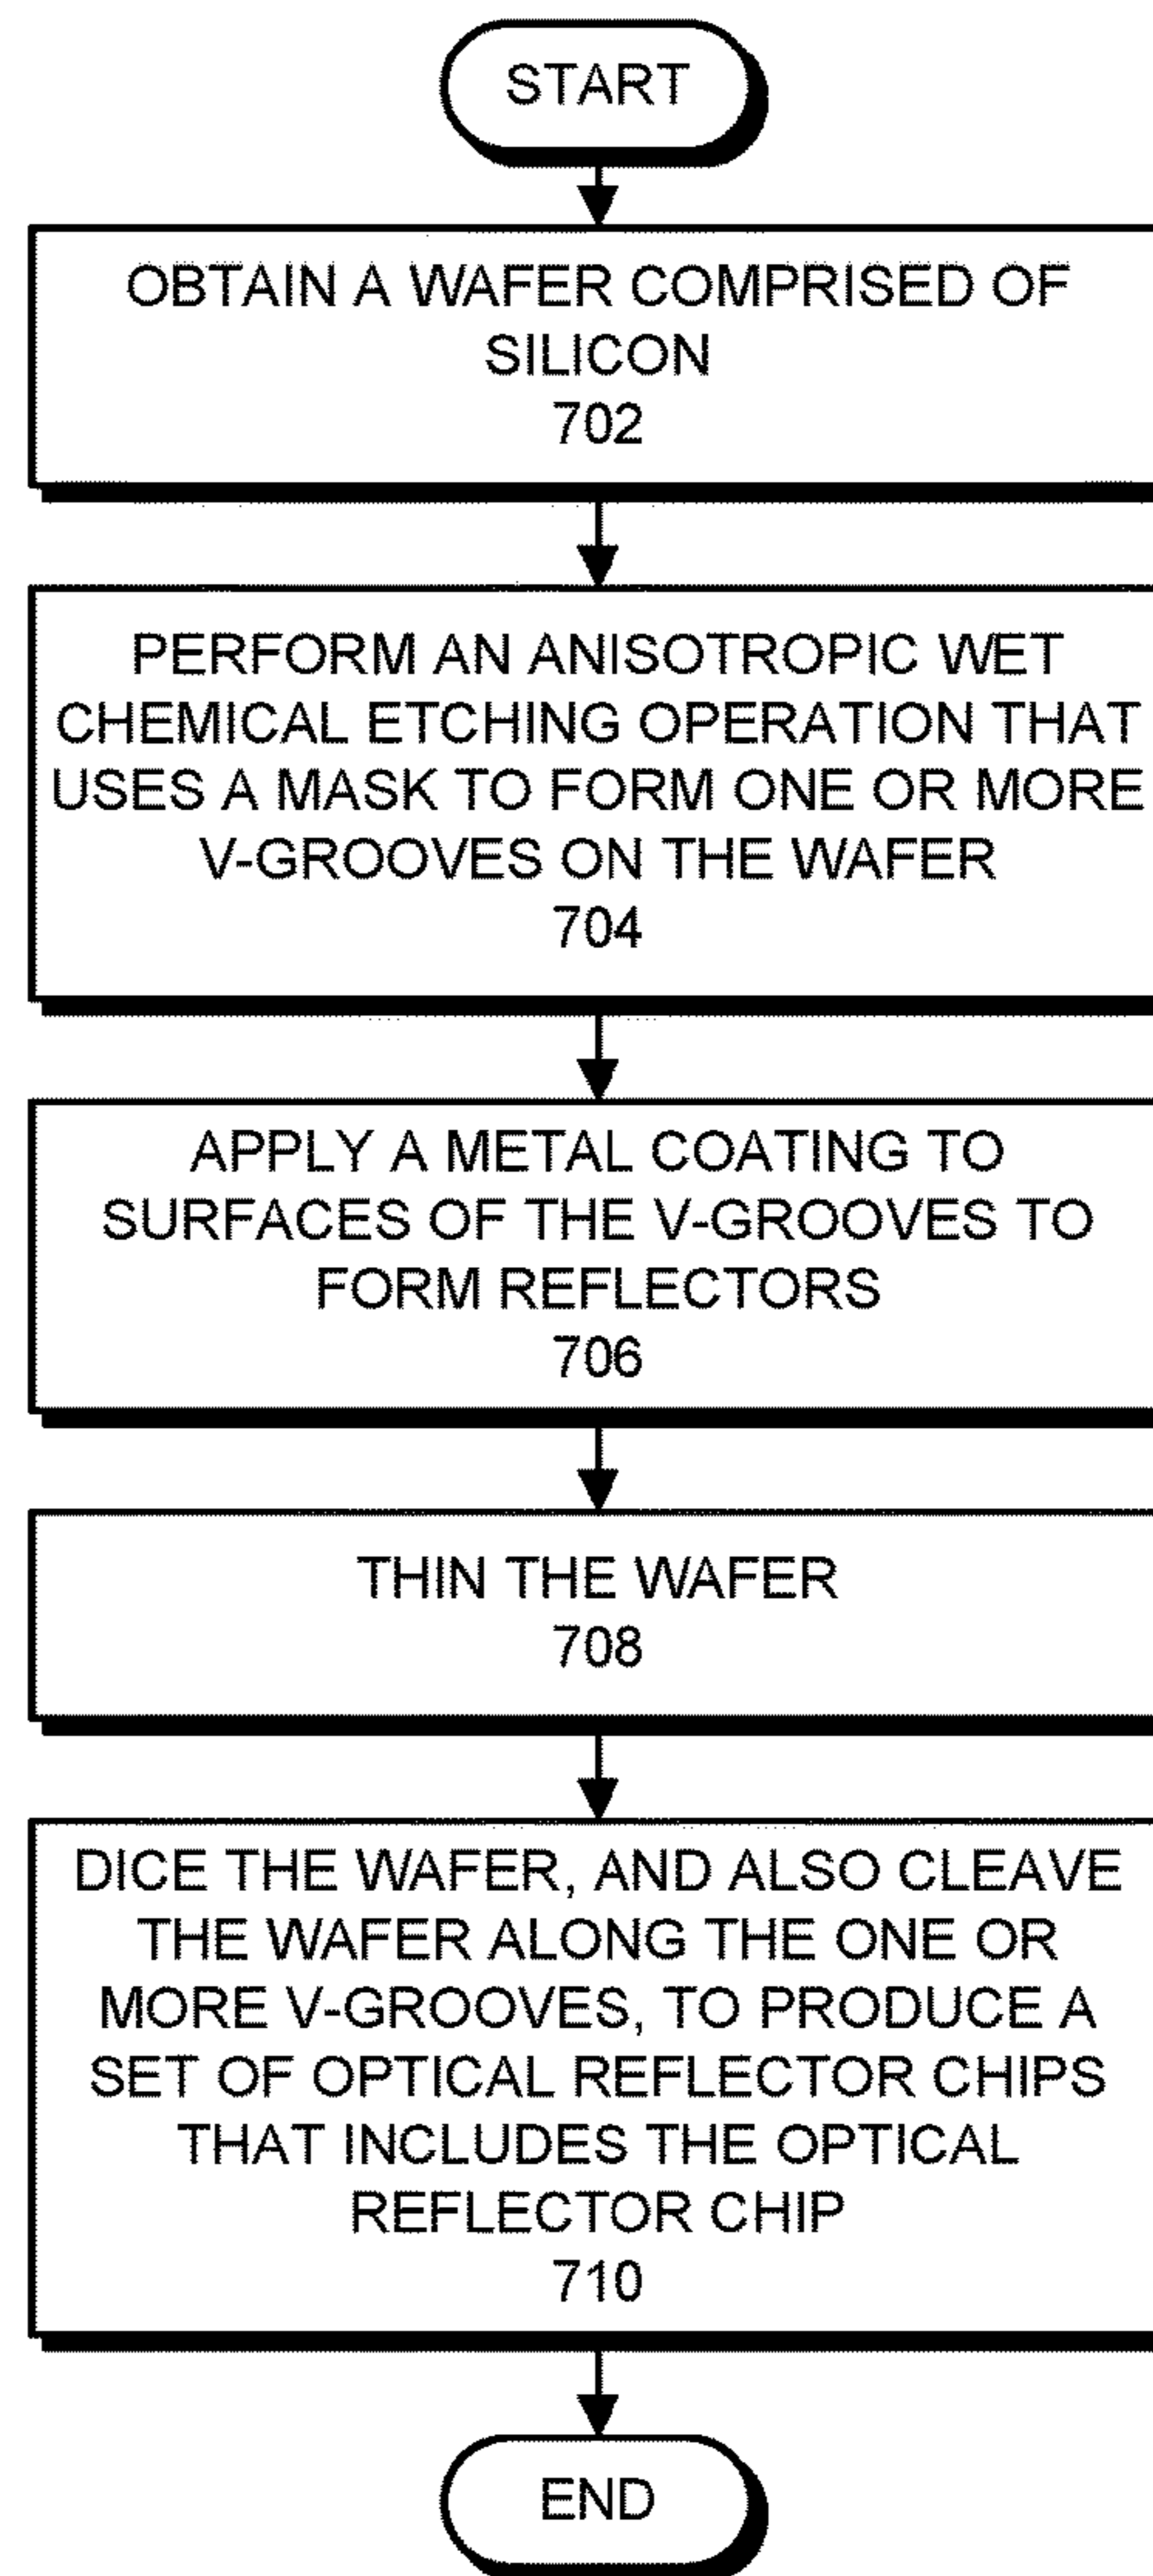 START
OBTAIN A WAFER COMPRISED OF
SILICON
702
PERFORM AN ANISOTROPIC WET
CHEMICAL ETCHING OPERATION THAT
USES A MASK TO FORM ONE OR MORE
V-GROOVES ON THE WAFER
704
APPLY A METAL COATING TO
SURFACES OF THE V-GROOVES TO
FORM REFLECTORS
706
THIN THE WAFER
708
DICE THE WAFER, AND ALSO CLEAVE
THE WAFER ALONG THE ONE OR
MORE V-GROOVES, TO PRODUCE A
SET OF OPTICAL REFLECTOR CHIPS
THAT INCLUDES THE OPTICAL
REFLECTOR CHIP
710
END